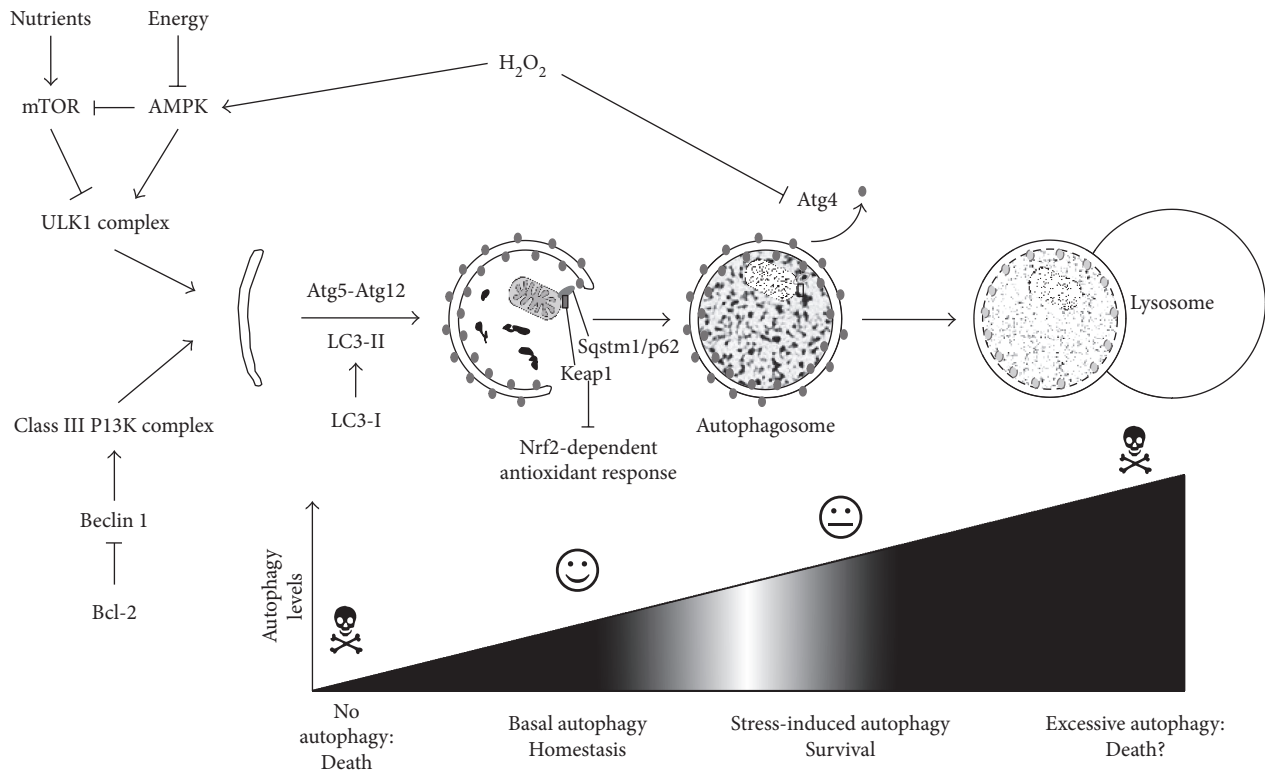 Nutrients
Energy
H₂O₂
mTOR
AMPK
Atg4
ULK1 complex
Atg5-Atg12
LC3-II
LC3-I
Sqstm1/p62
Keap1
Lysosome
Class III P13K complex
Autophagosome
Nrf2-dependent
antioxidant response
Beclin 1
Bcl-2
Autophagy
levels
No
autophagy:
Death
Basal autophagy
Homestasis
Stress-induced autophagy
Survival
Excessive autophagy:
Death?